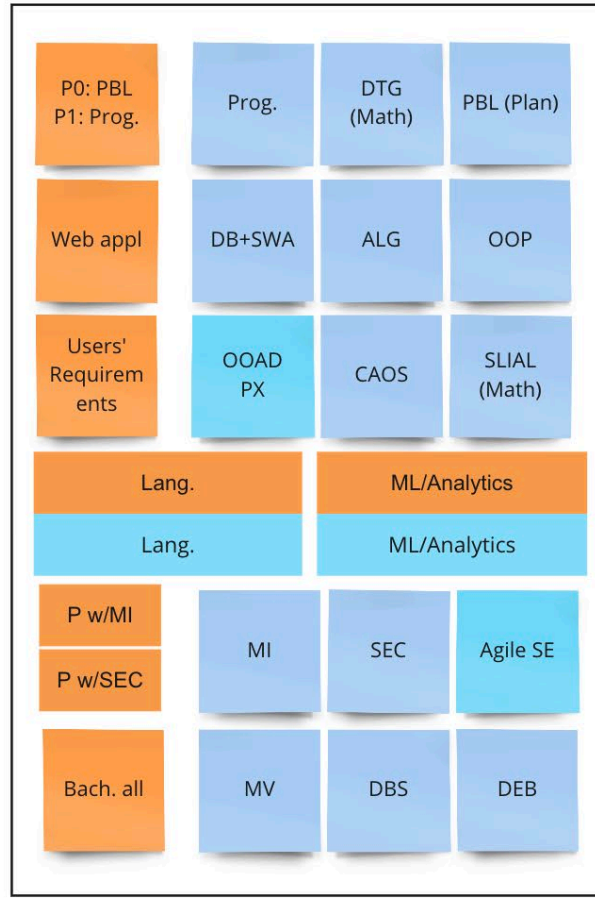 P0: PBL
P1: Prog.
Prog.
DTG
(Math)
PBL (Plan)
Web appl
DB+SWA
ALG
OOP
Users'
Requirem
ents
OOAD
PX
CAOS
SLIAL
(Math)
Lang.
ML/Analytics
Lang.
ML/Analytics
P w/MI
P w/SEC
MI
SEC
Agile SE
Bach. all
MV
DBS
DEB